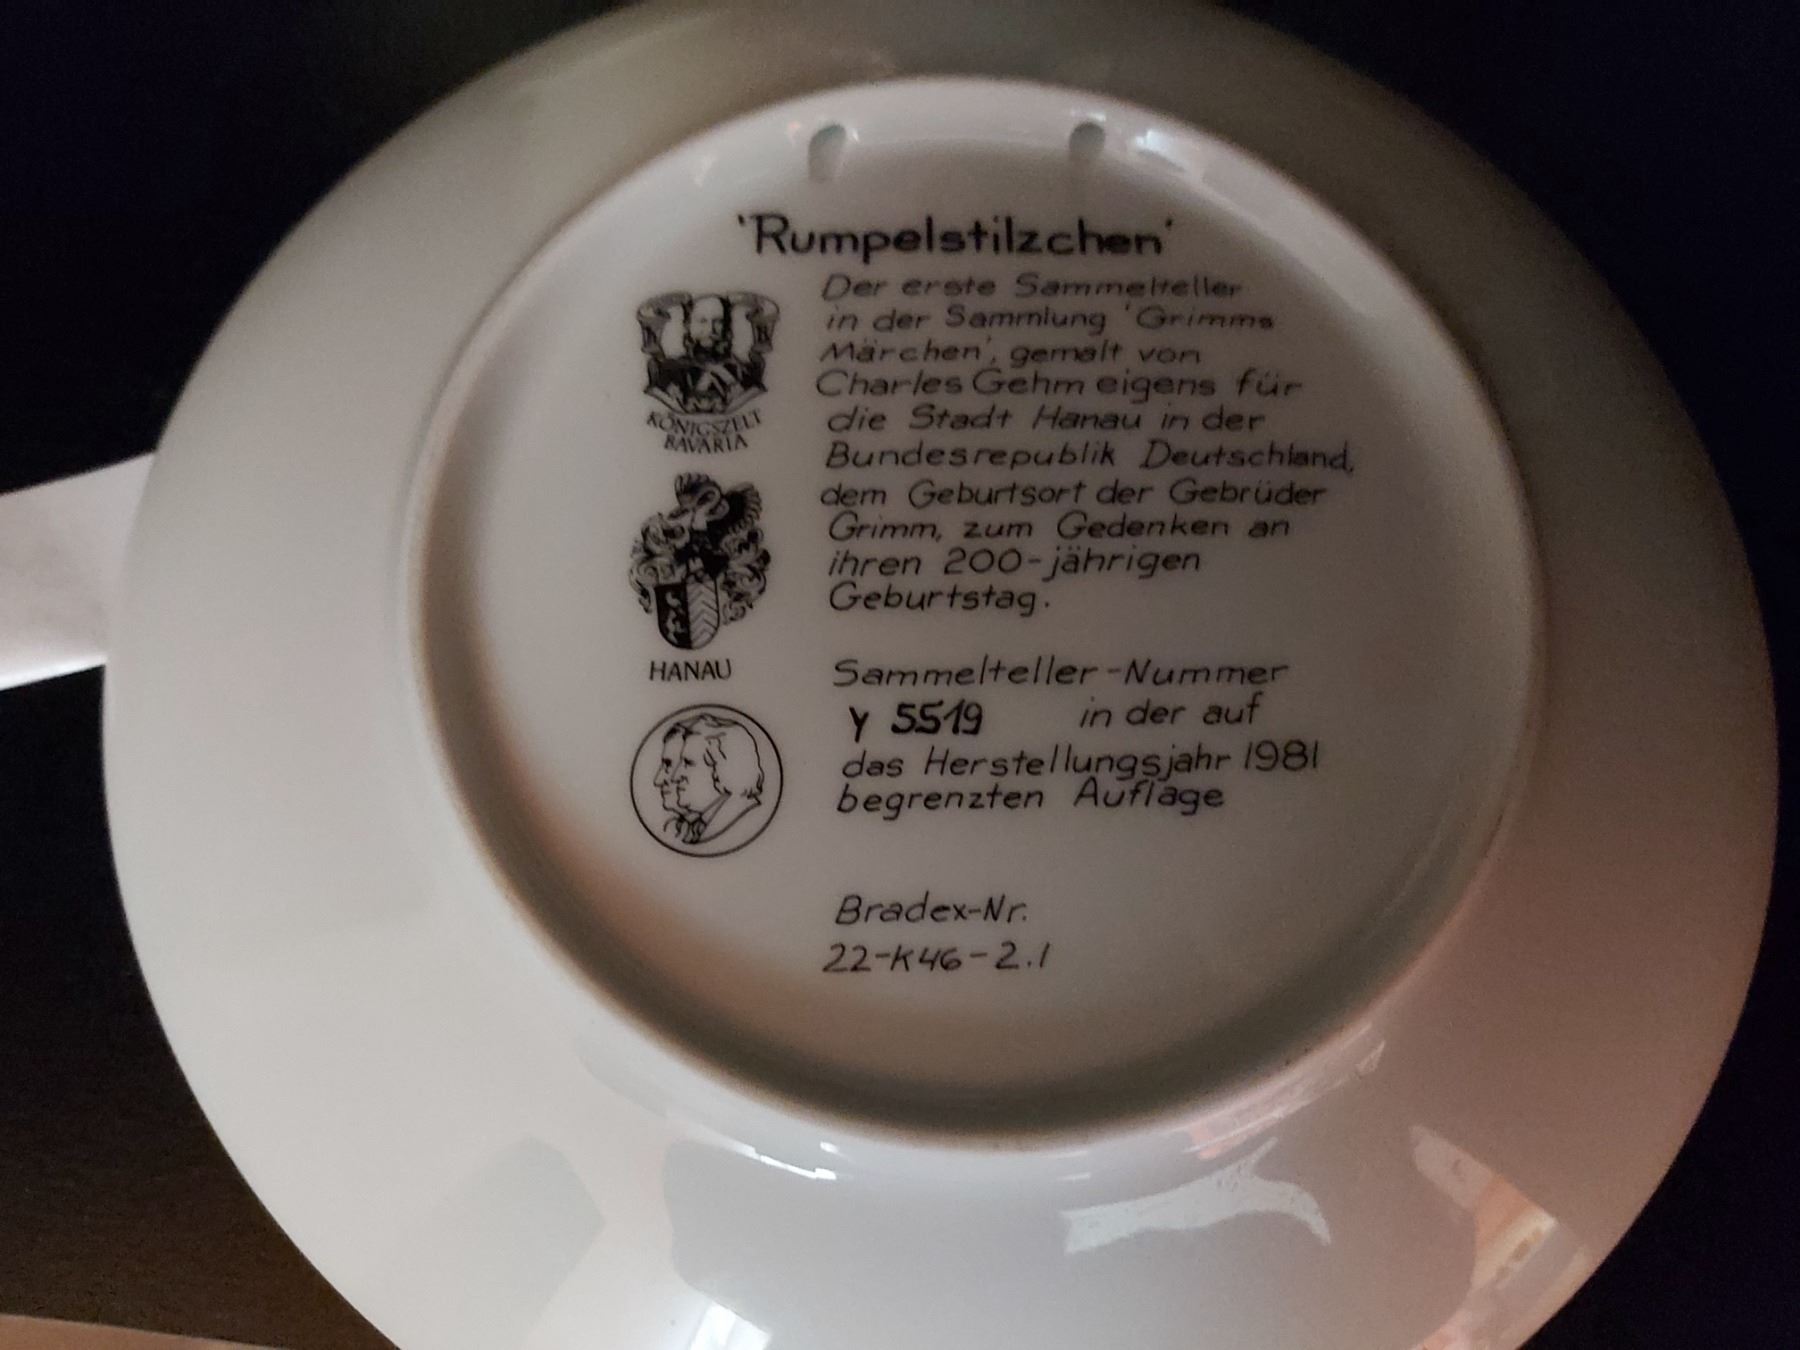 'Rumpelstilzchen'
Der erste Sammelteller
in der Sammlung 'Grimms
Märchen', gemalt von
Charles Gehm eigens für
die Stadt Hanau in der
Bundesrepublik Deutschland,
dem Geburtsort der Gebrüder
Grimm, zum Gedenken an
ihren 200-jährigen
Geburtstag.
KÖNIGSZELT
BAVARIA
HANAU
Sammelteller-Nummer
Y 5519 in der auf
das Herstellungsjahr 1981
begrenzten Auflage
Bradex-Nr.
22-K46-2.1